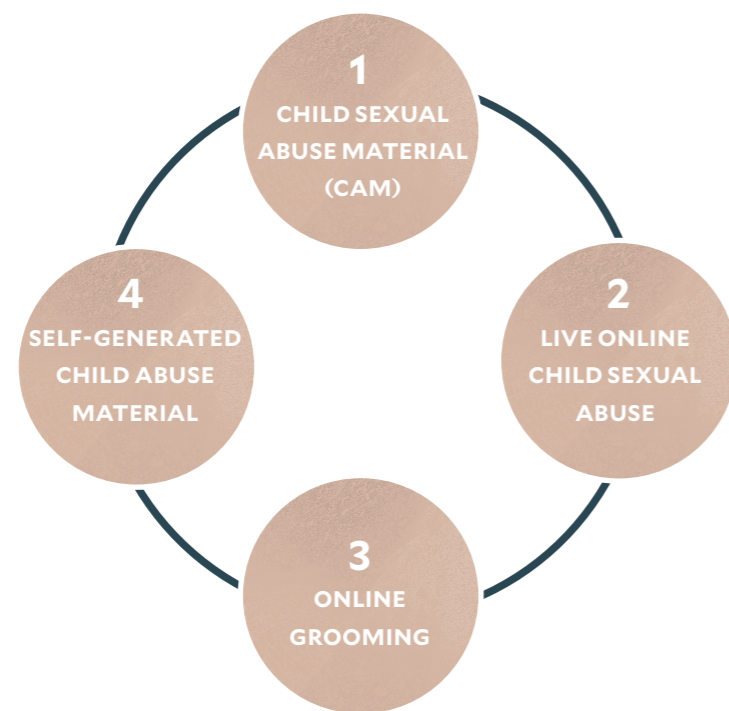 1
CHILD SEXUAL
ABUSE MATERIAL
(CAM)
2
LIVE ONLINE
CHILD SEXUAL
ABUSE
3
ONLINE
GROOMING
4
SELF-GENERATED
CHILD ABUSE
MATERIAL